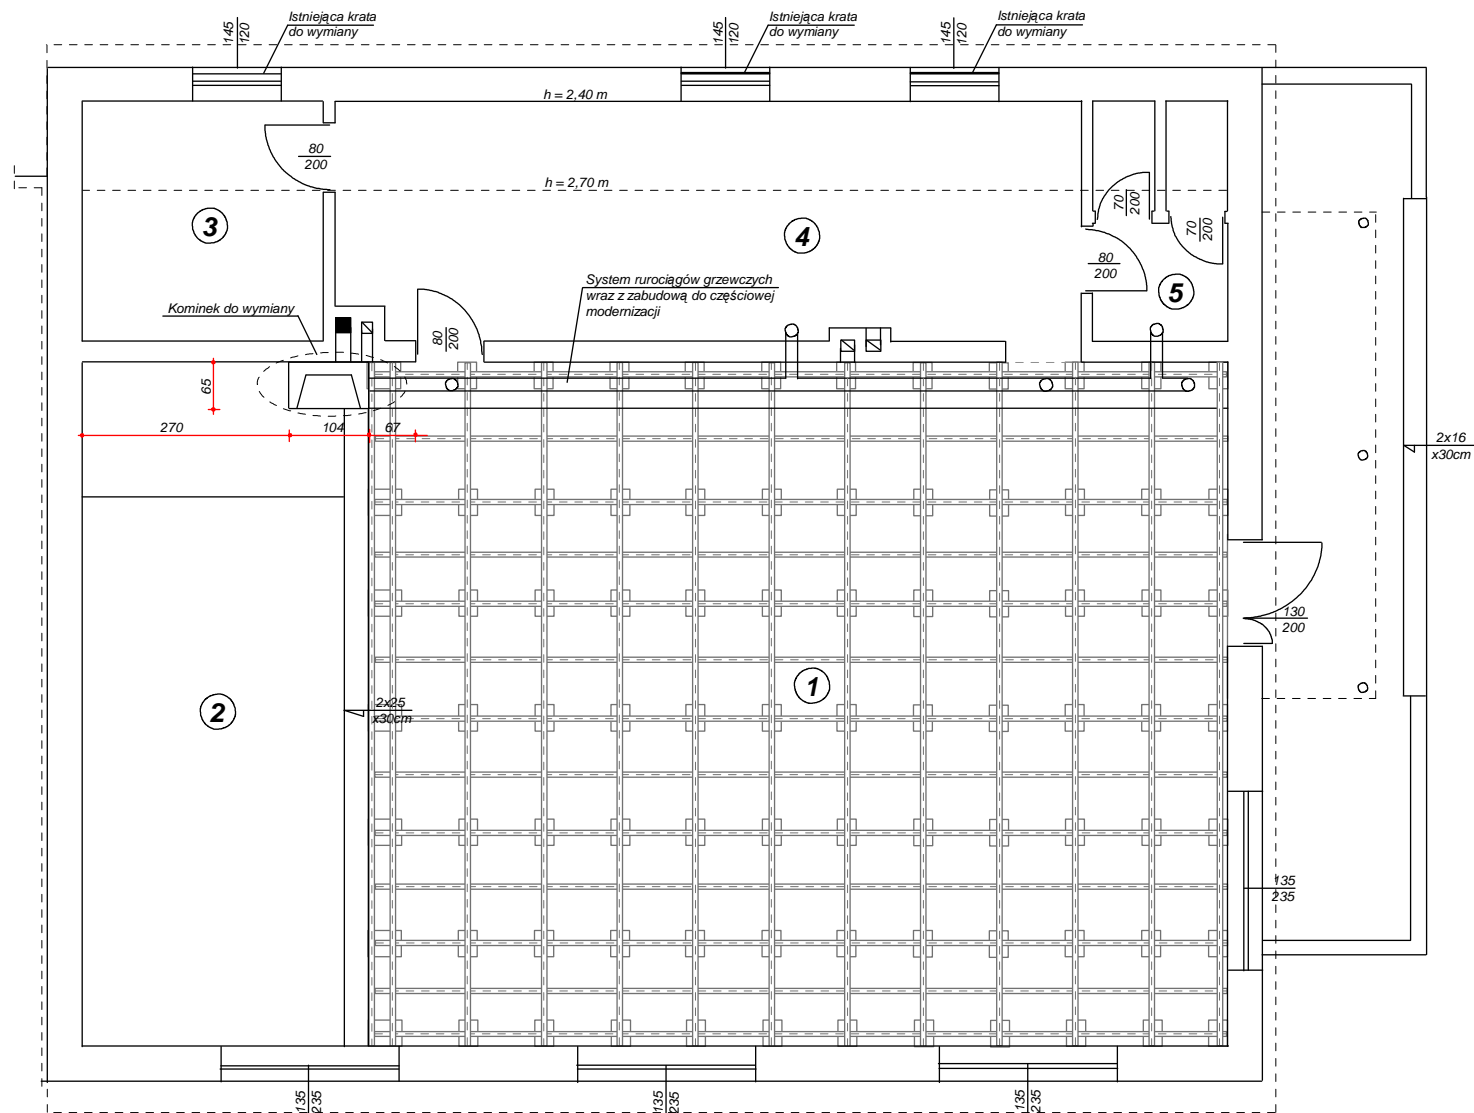 Istniejąca krata
do wymiany
145
120
Istniejąca krata
do wymiany
145
120
Istniejąca krata
do wymiany
145
120
h = 2,40 m
80
200
h = 2,70 m
3
4
70
200
70
200
80
200
5
System rurociągów grzewczych
wraz z zabudową do częściowej
modernizacji
Kominek do wymiany
80
200
65
270
104
67
2x16
x30cm
130
200
1
2
2x25
x30cm
135
235
135
235
135
235
135
235